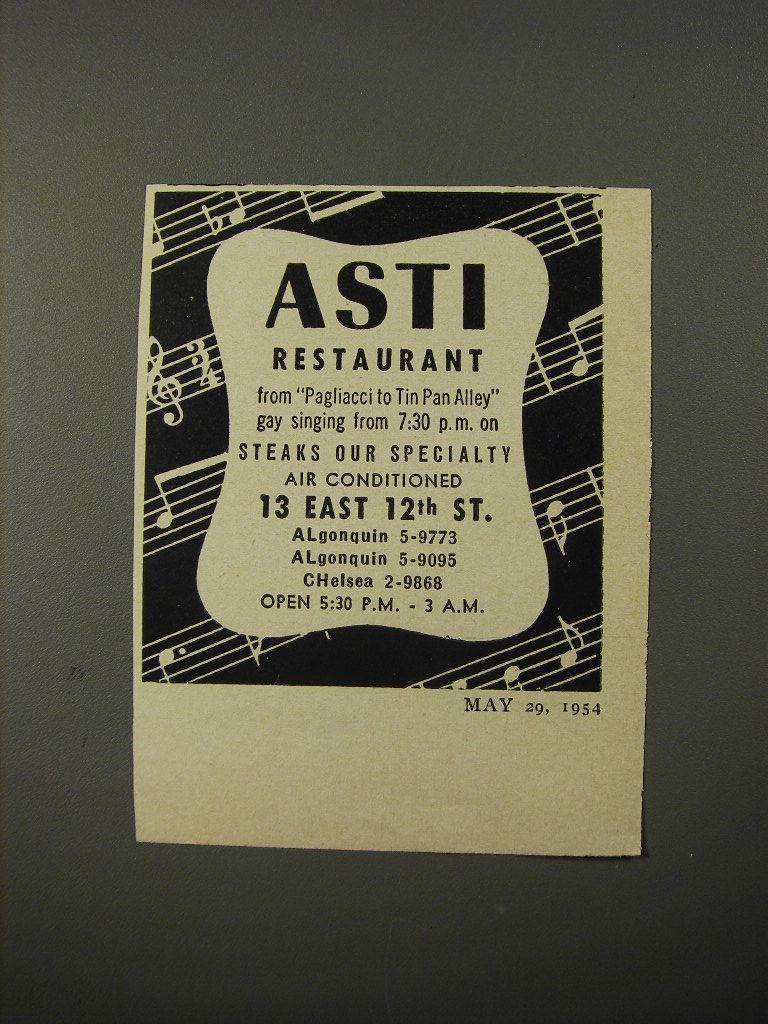 ASTI
RESTAURANT
from "Pagliacci to Tin Pan Alley"
gay singing from 7:30 p.m. on
STEAKS OUR SPECIALTY
AIR CONDITIONED
13 EAST 12th ST.
ALgonquin 5-9773
ALgonquin 5-9095
CHelsea 2-9868
OPEN 5:30 P.M. - 3 A.M.
3
4
MAY 29, 1954